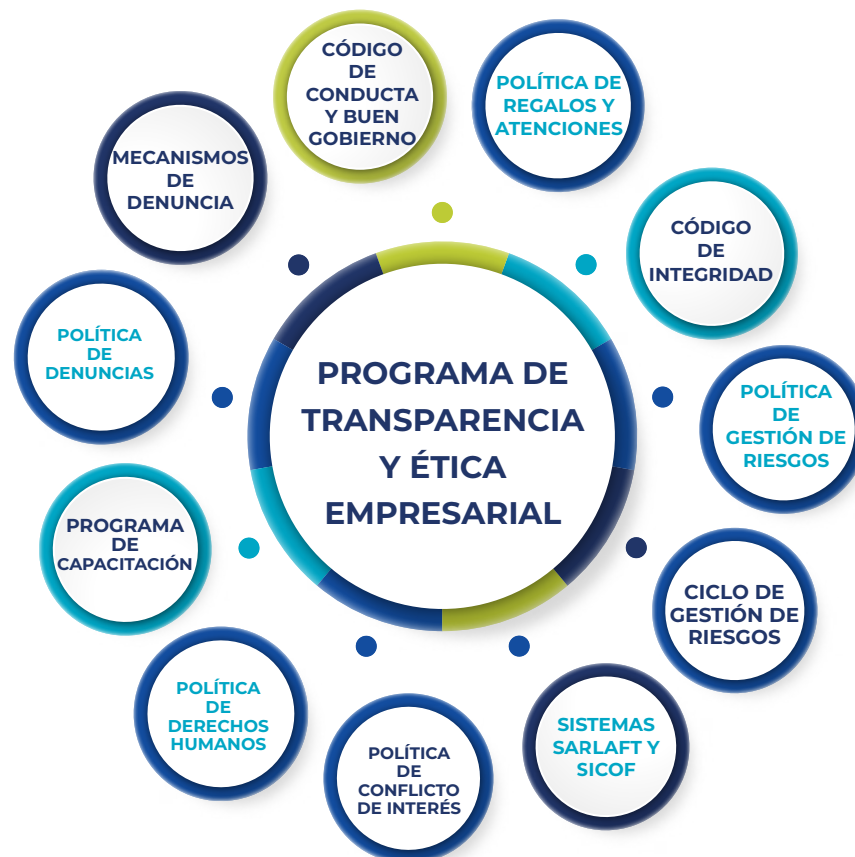 CÓDIGO
DE
CONDUCTA
Y BUEN
GOBIERNO
POLÍTICA DE
REGALOS Y
ATENCIONES
CÓDIGO
DE
INTEGRIDAD
POLÍTICA
DE
GESTIÓN DE
RIESGOS
CICLO DE
GESTIÓN DE
RIESGOS
SISTEMAS
SARLAFT Y
SICOF
POLÍTICA
DE
CONFLICTO
DE INTERÉS
POLÍTICA
DE
DERECHOS
HUMANOS
PROGRAMA
DE
CAPACITACIÓN
POLÍTICA
DE
DENUNCIAS
MECANISMOS
DE
DENUNCIA
PROGRAMA DE
TRANSPARENCIA
Y ÉTICA
EMPRESARIAL